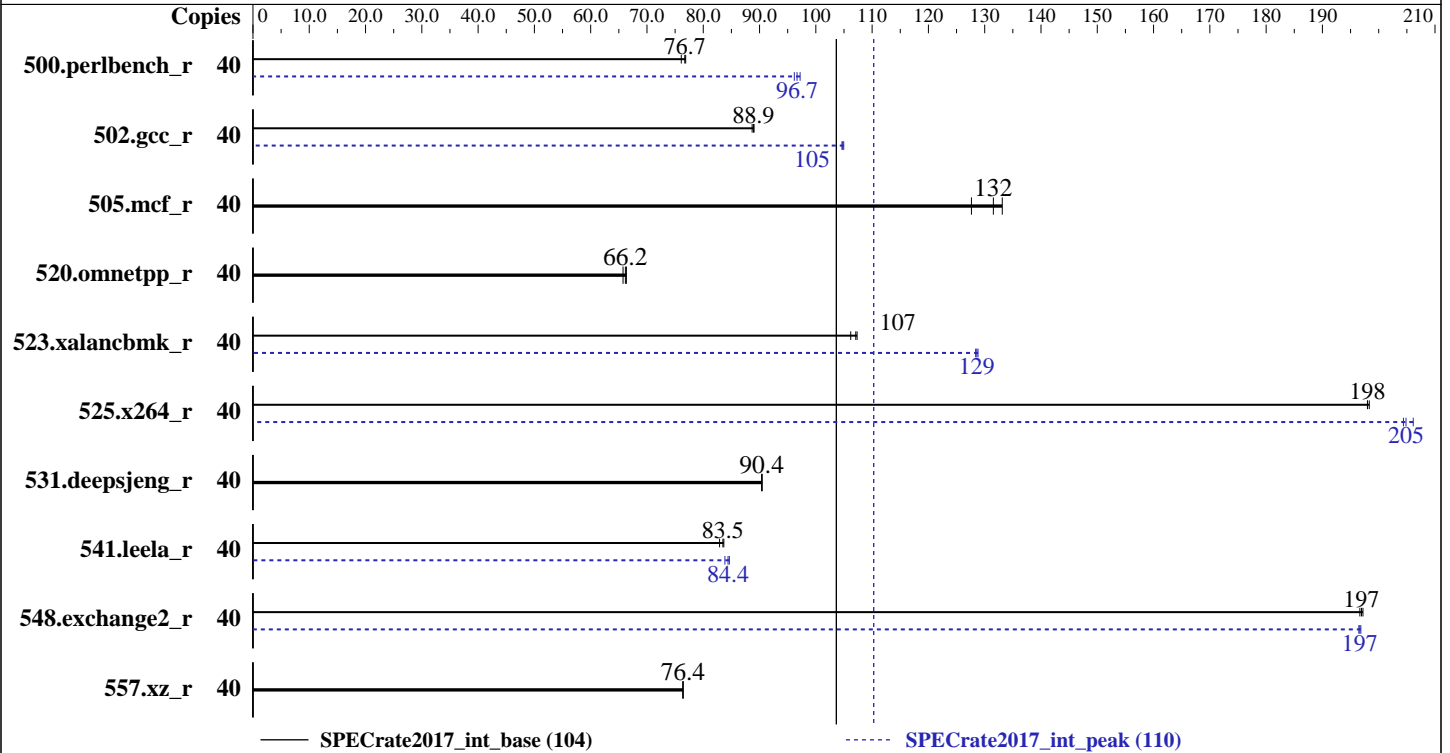 Copies 0 10.0 20.0 30.0 40.0 50.0 60.0 70.0 80.0 90.0 100 110 120 130 140 150 160 170 180 190 210
500.perlbench_r 40 76.7
96.7
502.gcc_r 40 88.9
105
505.mcf_r 40 132
520.omnetpp_r 40 66.2
523.xalancbmk_r 40 107
129
525.x264_r 40 198
205
531.deepsjeng_r 40 90.4
541.leela_r 40 83.5
84.4
548.exchange2_r 40 197
197
557.xz_r 40 76.4
SPECrate2017_int_base (104) SPECrate2017_int_peak (110)